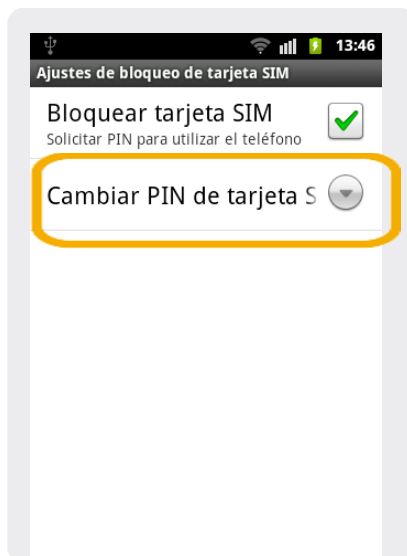 13:46
Ajustes de bloqueo de tarjeta SIM
Bloquear tarjeta SIM
Solicitar PIN para utilizar el teléfono
Cambiar PIN de tarjeta S